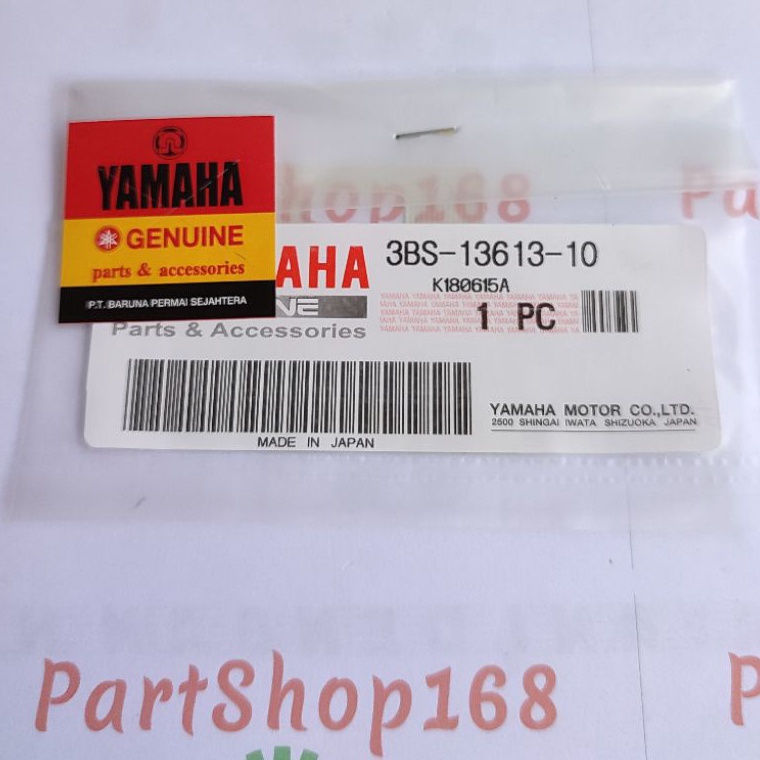 YAMAHA
GENUINE
parts & accessories
P.T. BARUNA PERMAI SEJAHTERA
3BS-13613-10
K180615A
1 PC
Parts & Accessories
MADE IN JAPAN
YAMAHA MOTOR CO.,LTD.
2500 SHINGAI IWATA SHIZUOKA JAPAN
PartShop168